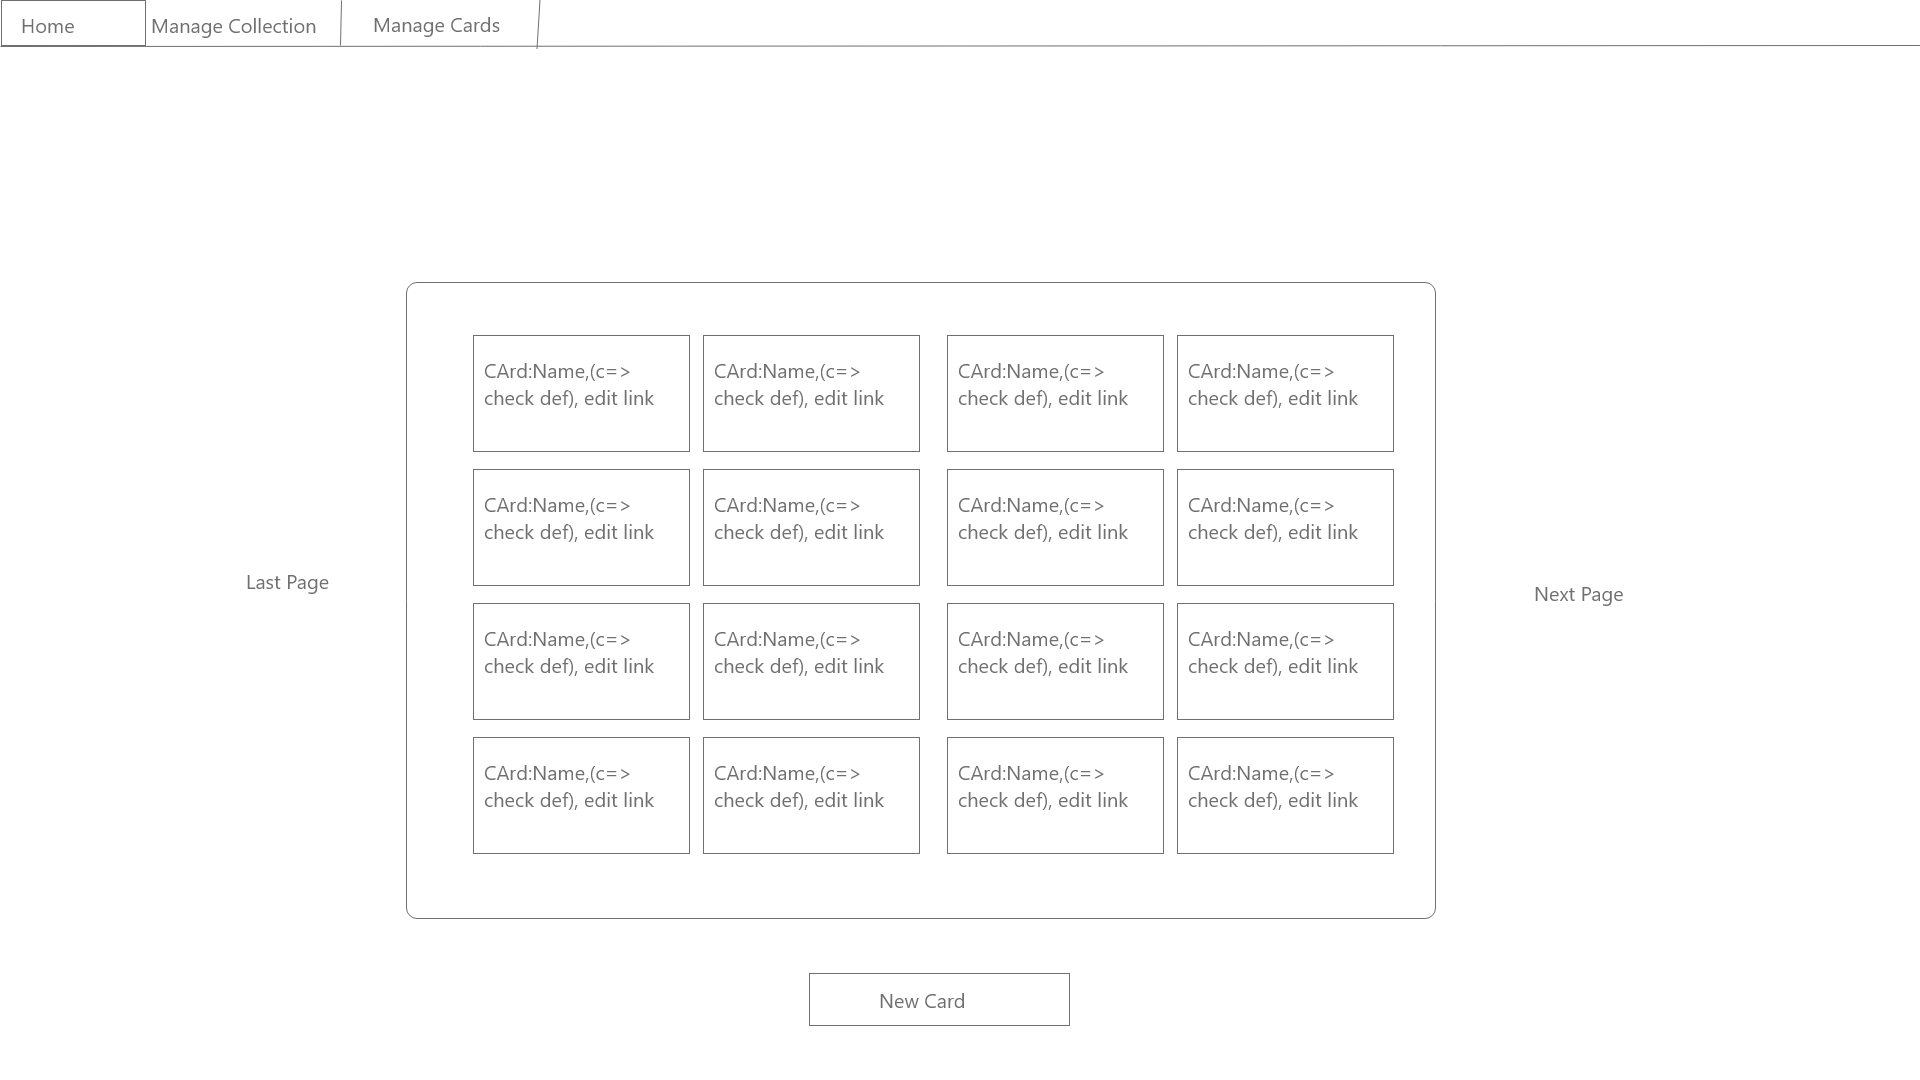 Home Manage Collection Manage Cards
CArd:Name,(c=> CArd:Name,(c=> CArd:Name,(c=> CArd:Name,(c=>
check def), edit link check def), edit link check def), edit link check def), edit link
CArd:Name,(c=> CArd:Name,(c=> CArd:Name,(c=> CArd:Name,(c=>
check def), edit link check def), edit link check def), edit link check def), edit link
Last Page
Next Page
CArd:Name,(c=> CArd:Name,(c=> CArd:Name,(c=> CArd:Name,(c=>
check def), edit link check def), edit link check def), edit link check def), edit link
CArd:Name,(c=> CArd:Name,(c=> CArd:Name,(c=> CArd:Name,(c=>
check def), edit link check def), edit link check def), edit link check def), edit link
New Card